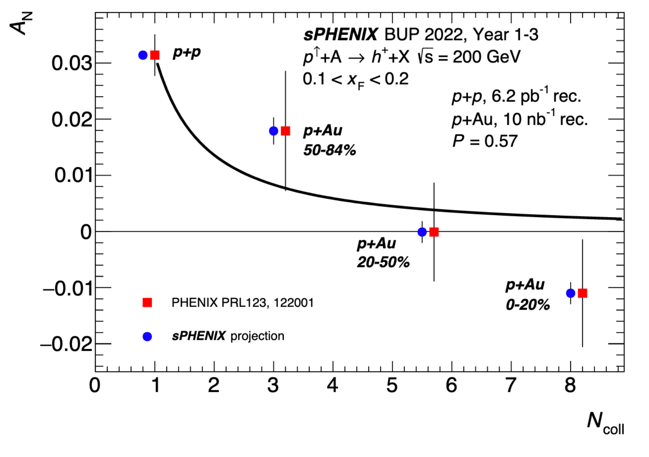 A_N
sPHENIX BUP 2022, Year 1-3
p↑+A → h⁺+X √s = 200 GeV
0.1 < x_F < 0.2
p+p, 6.2 pb⁻¹ rec.
p+Au, 10 nb⁻¹ rec.
P = 0.57
p+p
p+Au
50-84%
p+Au
20-50%
p+Au
0-20%
PHENIX PRL123, 122001
sPHENIX projection
0.03
0.02
0.01
0
−0.01
−0.02
0 1 2 3 4 5 6 7 8
N_coll